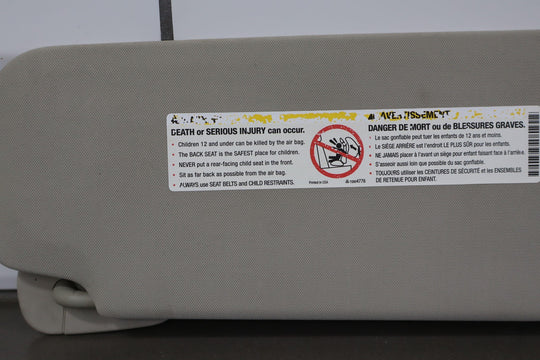 AVERTISSEMENT
DEATH or SERIOUS INJURY can occur.
• Children 12 and under can be killed by the air bag.
• The BACK SEAT is the SAFEST place for children.
• NEVER put a rear-facing child seat in the front.
• Sit as far back as possible from the air bag.
• ALWAYS use SEAT BELTS and CHILD RESTRAINTS.
Printed in USA
DANGER DE MORT ou de BLESSURES GRAVES.
• Le sac gonflable peut tuer les enfants de 12 ans et moins.
• Le SIÈGE ARRIÈRE est l'endroit LE PLUS SÛR pour les enfants.
• NE JAMAIS placer à l'avant un siège pour enfant faisant face à l'arrière.
• S'asseoir aussi loin que possible du sac gonflable.
• TOUJOURS utiliser les CEINTURES DE SÉCURITÉ et les ENSEMBLES
DE RETENUE POUR ENFANT.